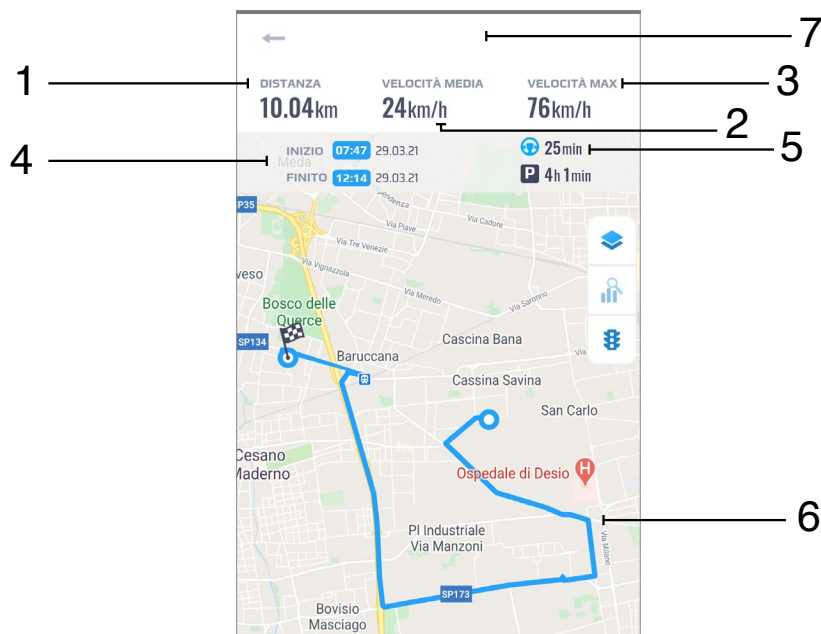 7
1
DISTANZA
VELOCITÀ MEDIA
VELOCITÀ MAX
3
10.04km
24km/h
76km/h
2
4
INIZIO 07:47 29.03.21
25min
5
Meda
FINITO 12:14 29.03.21
P 4h 1min
P35
Via Piave
Via Cadore
Via Tre Venezie
Via Vignazzola
veso
Via Meredo
Via Saronno
Bosco delle
Querce
SP134
Cascina Bana
Baruccana
Via
Cassina Savina
San Carlo
Cesano
Maderno
Ospedale di Desio
H
6
Pl Industriale
Via Manzoni
Via Milano
SP173
Bovisio
Masciago